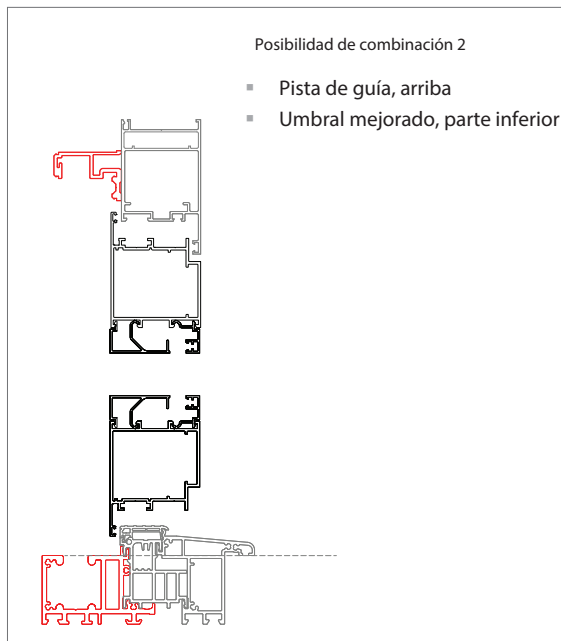 Posibilidad de combinación 2
▪ Pista de guía, arriba
▪ Umbral mejorado, parte inferior